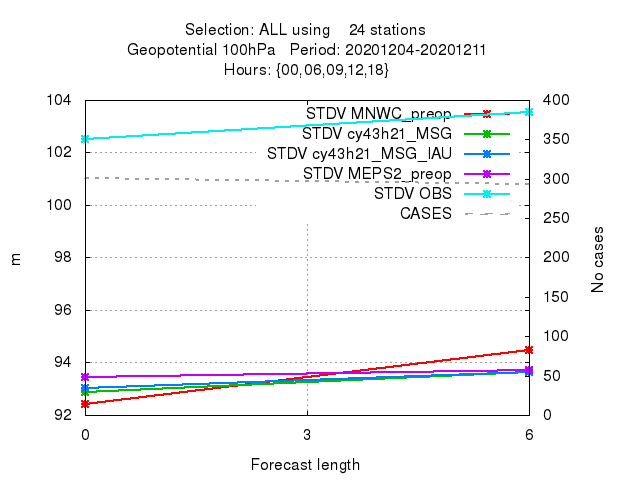 Selection: ALL using 24 stations
Geopotential 100hPa Period: 20201204-20201211
Hours: {00,06,09,12,18}
104 400
STDV MNWC_preop
STDV cy43h21_MSG
102 350
STDV cy43h21_MSG_IAU
STDV MEPS2_preop
300
STDV OBS
100
CASES
250
98 200
m
No cases
150
96
100
94
50
92 0
0 3 6
Forecast length